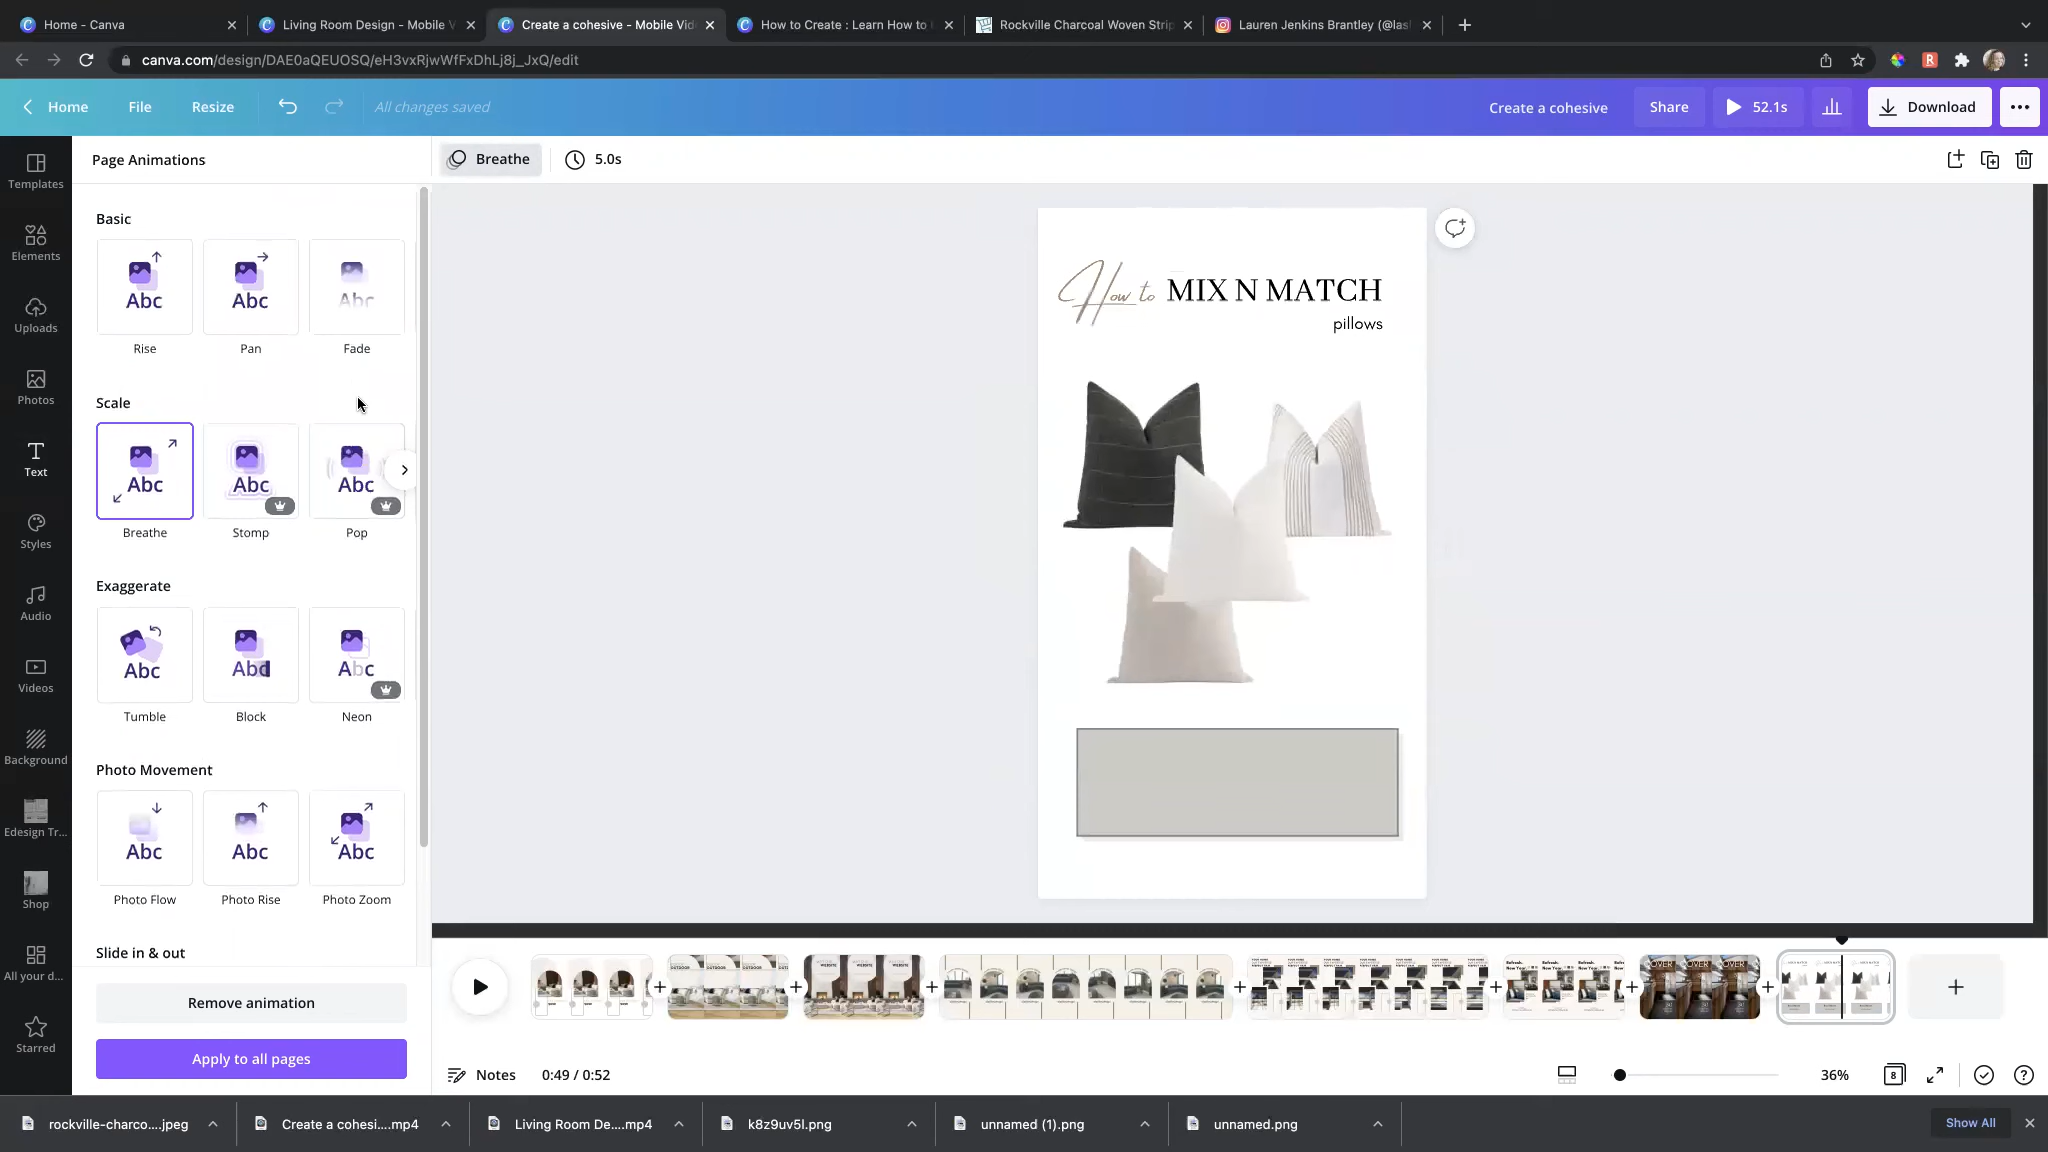 Home - Canva
Living Room Design - Mobile V
Create a cohesive - Mobile Vid
How to Create : Learn How to
Rockville Charcoal Woven Strip
Lauren Jenkins Brantley (@las
canva.com/design/DAE0aQEUOSQ/eH3vxRjwWfFxDhLj8j_JxQ/edit
Home
File
Resize
All changes saved
Create a cohesive
Share
52.1s
Download
Templates
Elements
Uploads
Photos
Text
Styles
Audio
Videos
Background
Edesign Tr...
Shop
All your d...
Starred
Page Animations
Basic
Abc
Abc
Abc
Rise
Pan
Fade
Scale
Abc
Abc
Abc
Breathe
Stomp
Pop
Exaggerate
Abc
Abc
Abc
Tumble
Block
Neon
Photo Movement
Abc
Abc
Abc
Photo Flow
Photo Rise
Photo Zoom
Slide in & out
Remove animation
Apply to all pages
Breathe
5.0s
How to MIX N MATCH
pillows
Notes
0:49 / 0:52
36%
8
rockville-charco....jpeg
Create a cohesi....mp4
Living Room De....mp4
k8z9uv5l.png
unnamed (1).png
unnamed.png
Show All